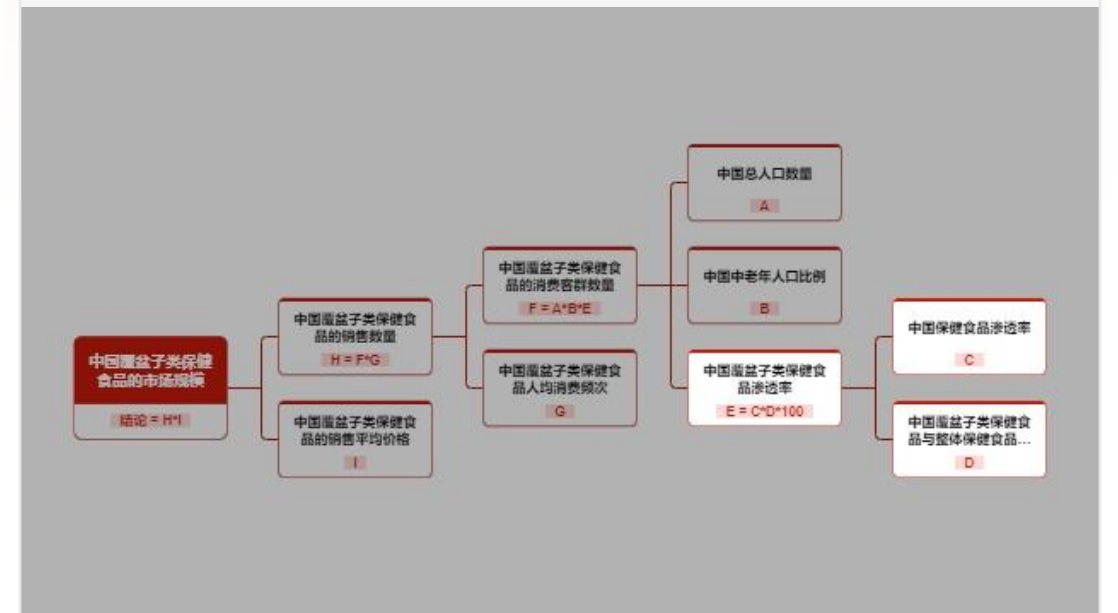 中国总人口数量
A
中国覆盆子类保健食
品的消费客群数量
F = A*B*E
中国中老年人口比例
B
中国覆盆子类保健食
品的销售数量
H = F*G
中国保健食品渗透率
C
中国覆盆子类保健
食品的市场规模
结论 = H*I
中国覆盆子类保健食
品人均消费频次
G
中国覆盆子类保健食
品渗透率
E = C*D*100
中国覆盆子类保健食
品的销售平均价格
I
中国覆盆子类保健食
品与整体保健食品...
D